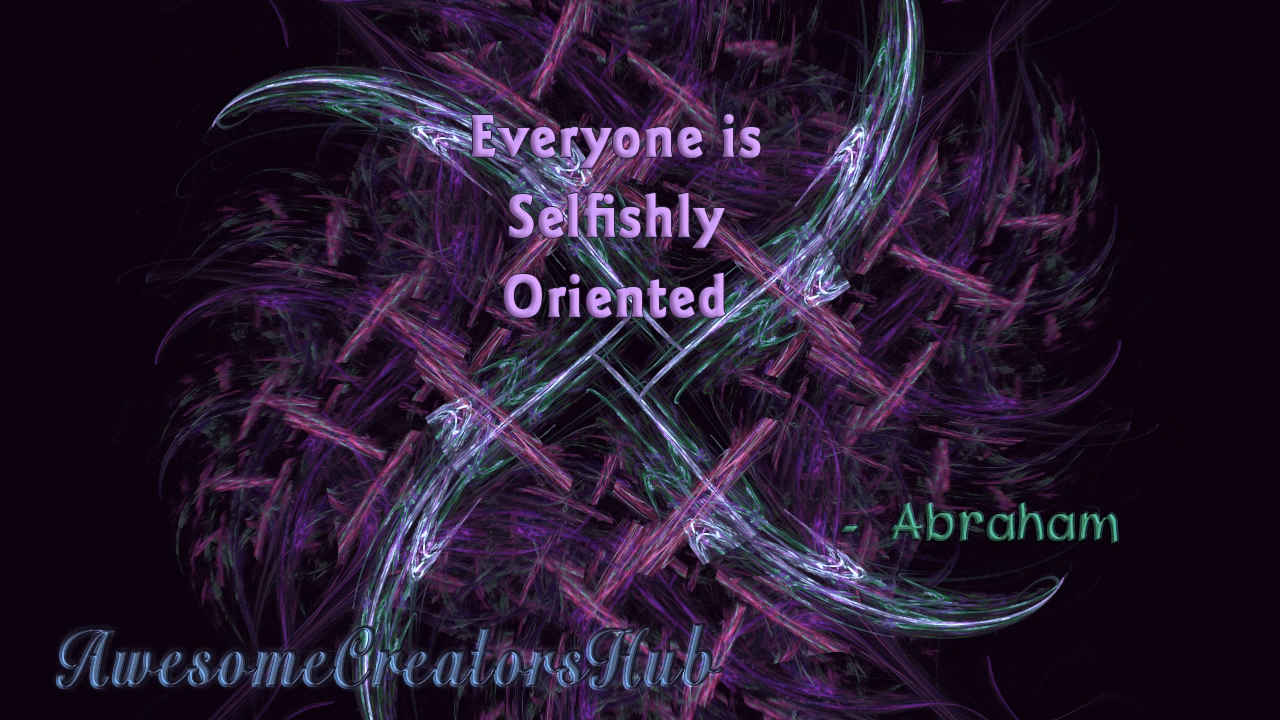 Everyone is
Selfishly
Oriented
- Abraham
AwesomeCreatorsHub